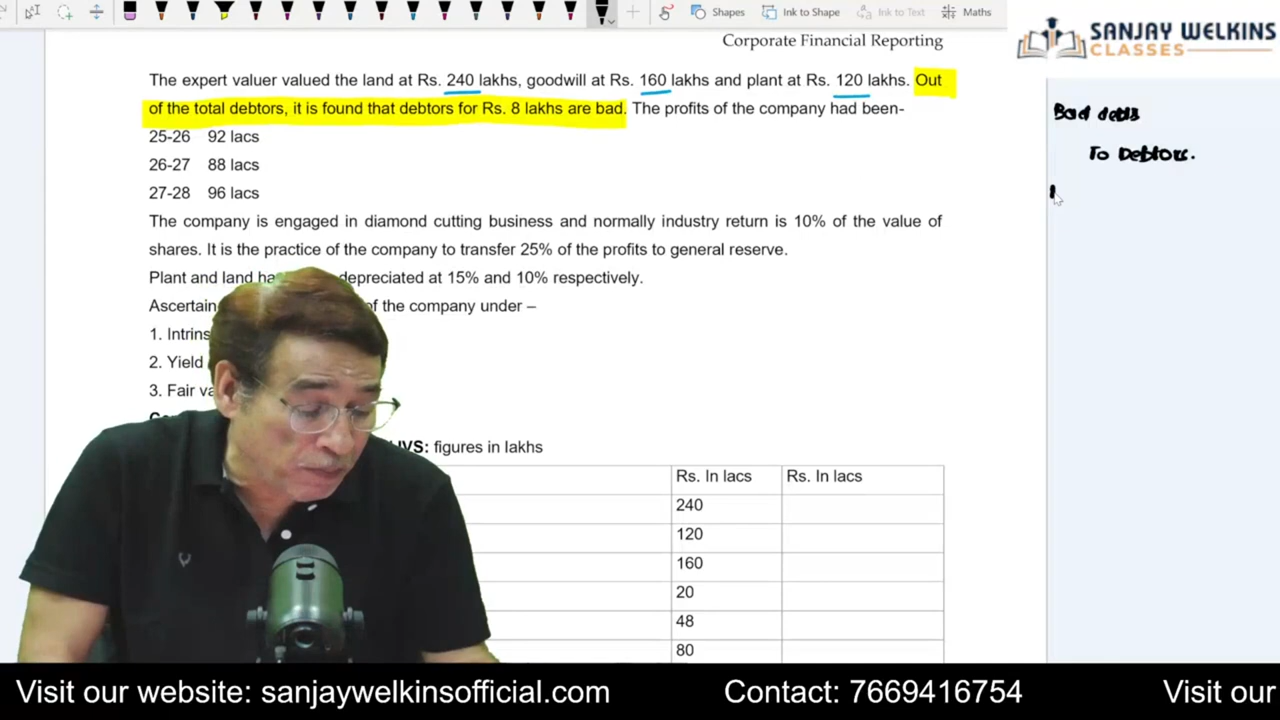 Shapes
Ink to Shape
Ink to Text
Maths
SANJAY WELKINS
CLASSES
Corporate Financial Reporting
The expert valuer valued the land at Rs. 240 lakhs, goodwill at Rs. 160 lakhs and plant at Rs. 120 lakhs. Out
of the total debtors, it is found that debtors for Rs. 8 lakhs are bad. The profits of the company had been-
25-26 92 lacs
26-27 88 lacs
27-28 96 lacs
The company is engaged in diamond cutting business and normally industry return is 10% of the value of
shares. It is the practice of the company to transfer 25% of the profits to general reserve.
Plant and land depreciated at 15% and 10% respectively.
of the company under –
1.
2. Yield
3. Fair
figures in lakhs
Rs. In lacs Rs. In lacs
240
120
160
20
48
80
Bad debts
To Debtors.
Visit our website: sanjaywelkinsofficial.com Contact: 7669416754 Visit our